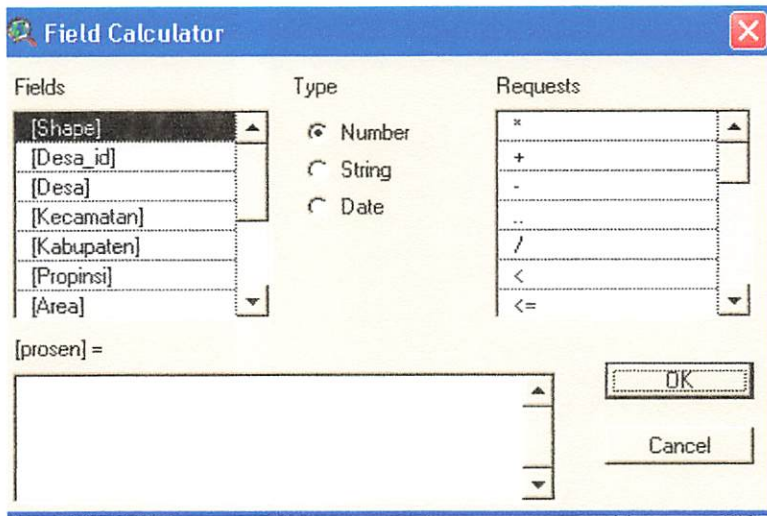 Field Calculator
Fields
Type
Requests
[Shape]
[Desa_id]
[Desa]
[Kecamatan]
[Kabupaten]
[Propinsi]
[Area]
Number
String
Date
*
+
-
..
/
<
<=
[prosen] =
OK
Cancel